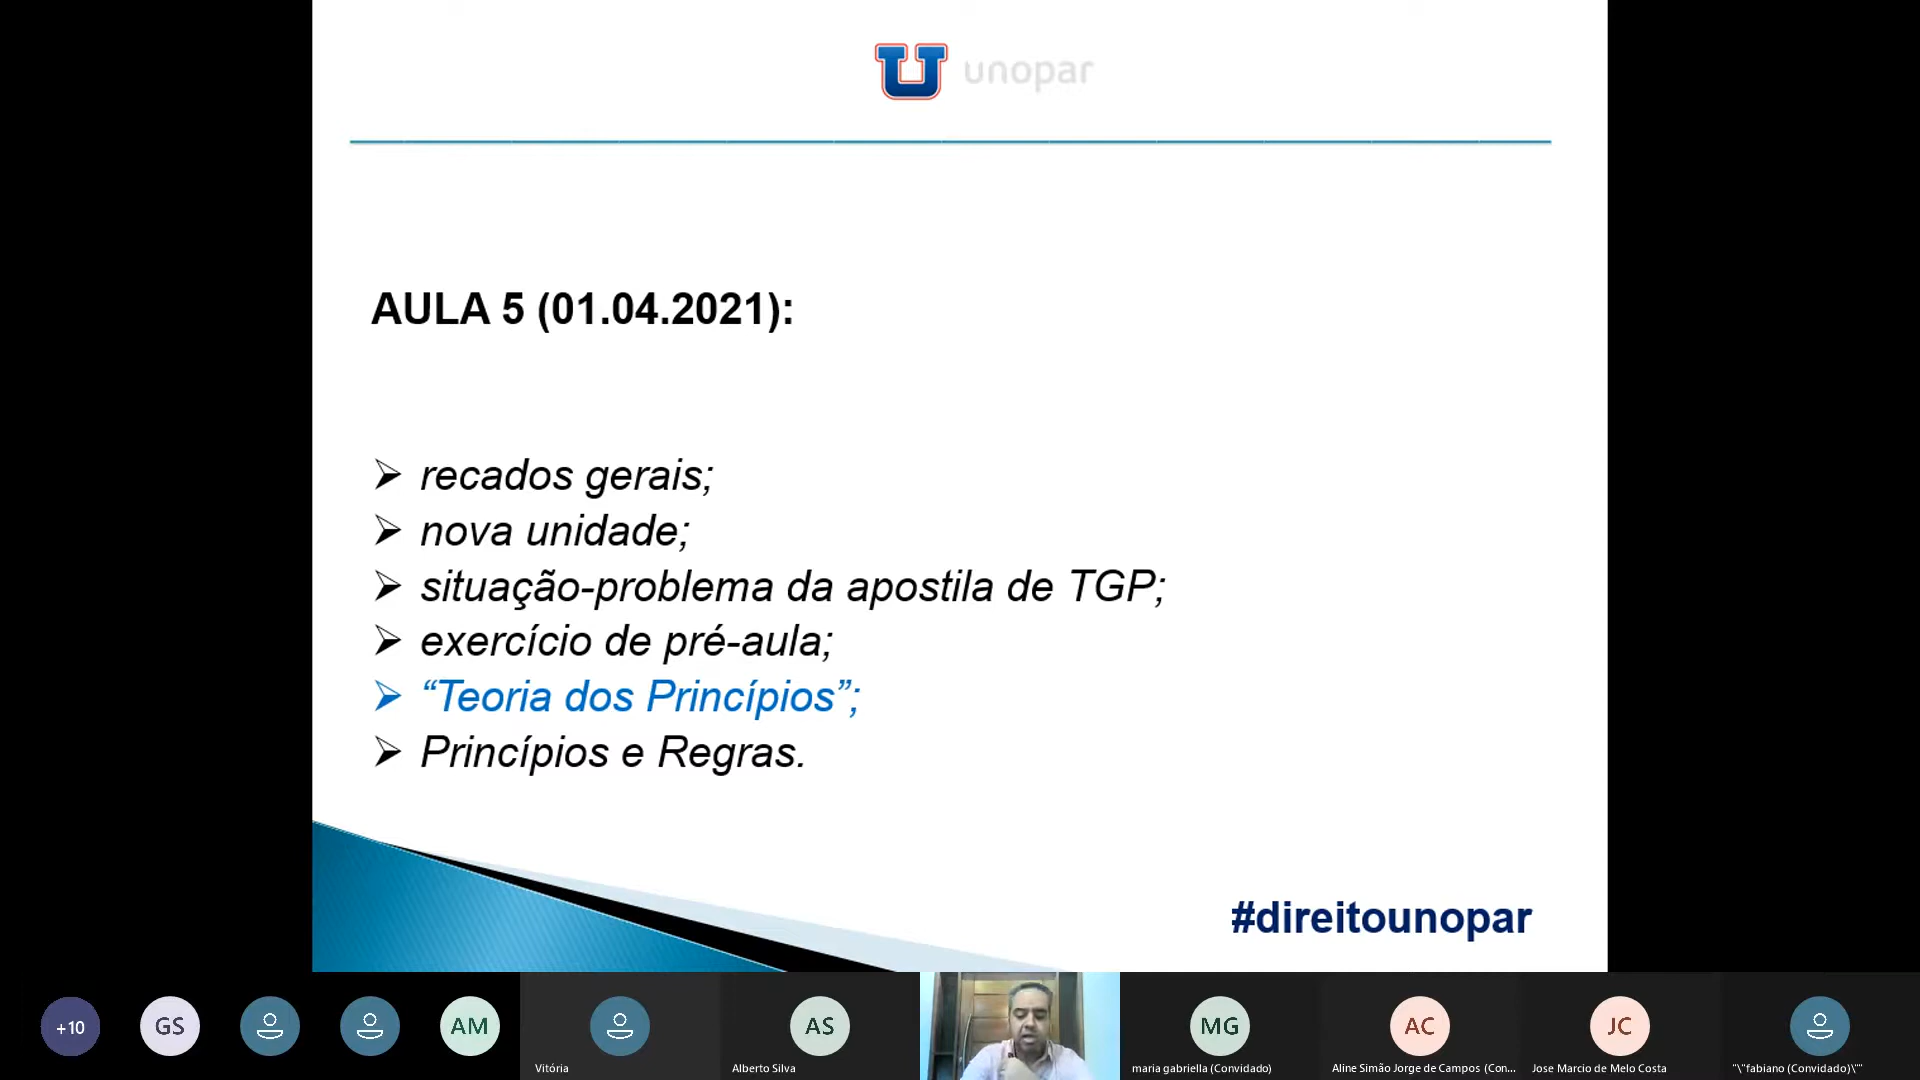 unopar
AULA 5 (01.04.2021):
➢ recados gerais;
➢ nova unidade;
➢ situação-problema da apostila de TGP;
➢ exercício de pré-aula;
➢ “Teoria dos Princípios”;
➢ Princípios e Regras.
#direitounopar
+10
GS
AM
AS
MG
AC
JC
Vitória
Alberto Silva
maria gabriella (Convidado)
Aline Simão Jorge de Campos (Con...
Jose Marcio de Melo Costa
"\"fabiano (Convidado)\""